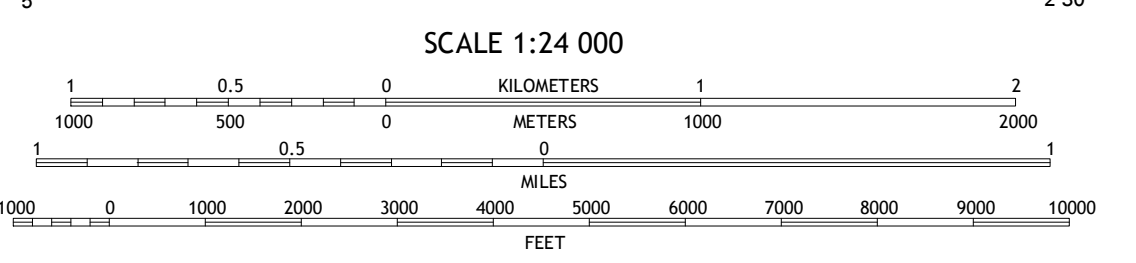 5 2 30
SCALE 1:24 000
1 0.5 0 KILOMETERS 1 2
1000 500 0 METERS 1000 2000
1 0.5 0 1
MILES
1000 0 1000 2000 3000 4000 5000 6000 7000 8000 9000 10000
FEET